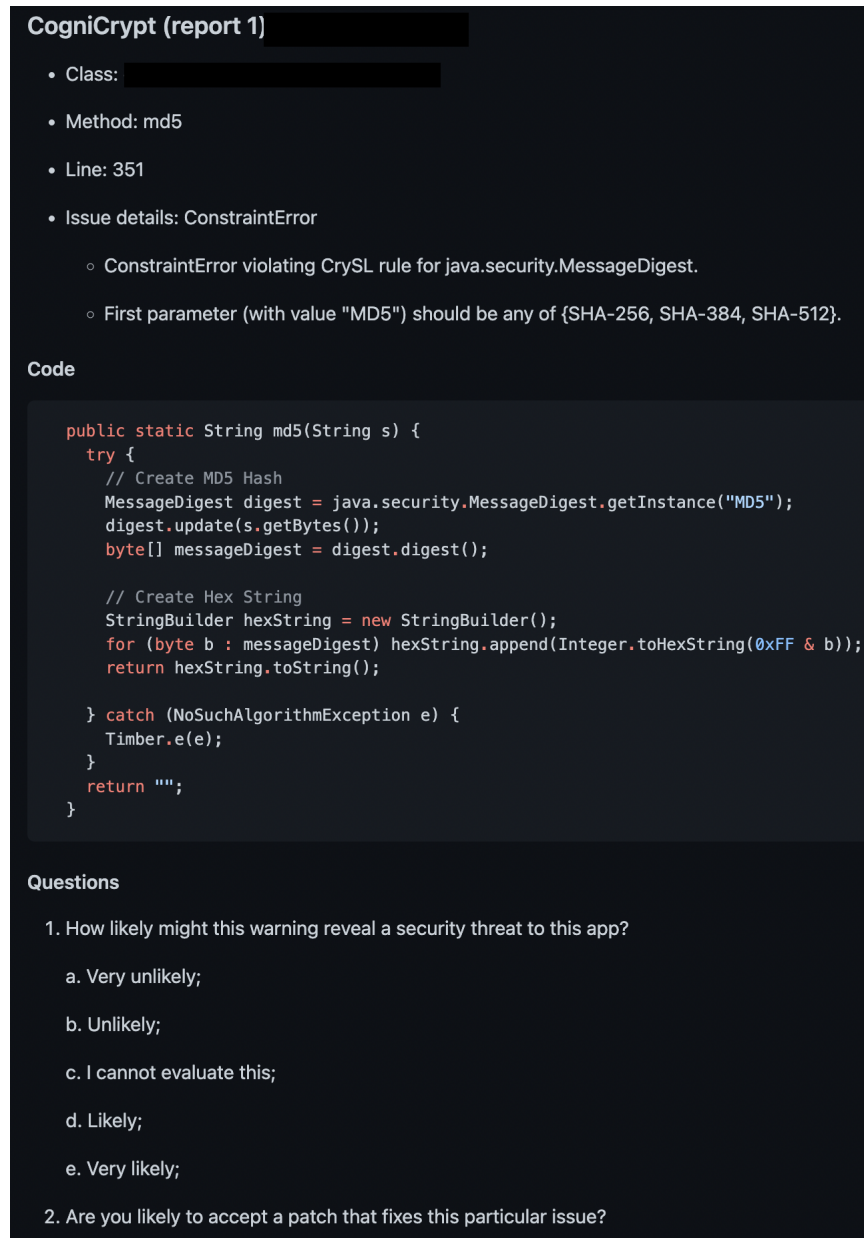 CogniCrypt (report 1)
• Class:
• Method: md5
• Line: 351
• Issue details: ConstraintError
◦ ConstraintError violating CrySL rule for java.security.MessageDigest.
◦ First parameter (with value "MD5") should be any of {SHA-256, SHA-384, SHA-512}.
Code
public static String md5(String s) {
  try {
    // Create MD5 Hash
    MessageDigest digest = java.security.MessageDigest.getInstance("MD5");
    digest.update(s.getBytes());
    byte[] messageDigest = digest.digest();

    // Create Hex String
    StringBuilder hexString = new StringBuilder();
    for (byte b : messageDigest) hexString.append(Integer.toHexString(0xFF & b));
    return hexString.toString();

  } catch (NoSuchAlgorithmException e) {
    Timber.e(e);
  }
  return "";
}
Questions
1. How likely might this warning reveal a security threat to this app?
a. Very unlikely;
b. Unlikely;
c. I cannot evaluate this;
d. Likely;
e. Very likely;
2. Are you likely to accept a patch that fixes this particular issue?